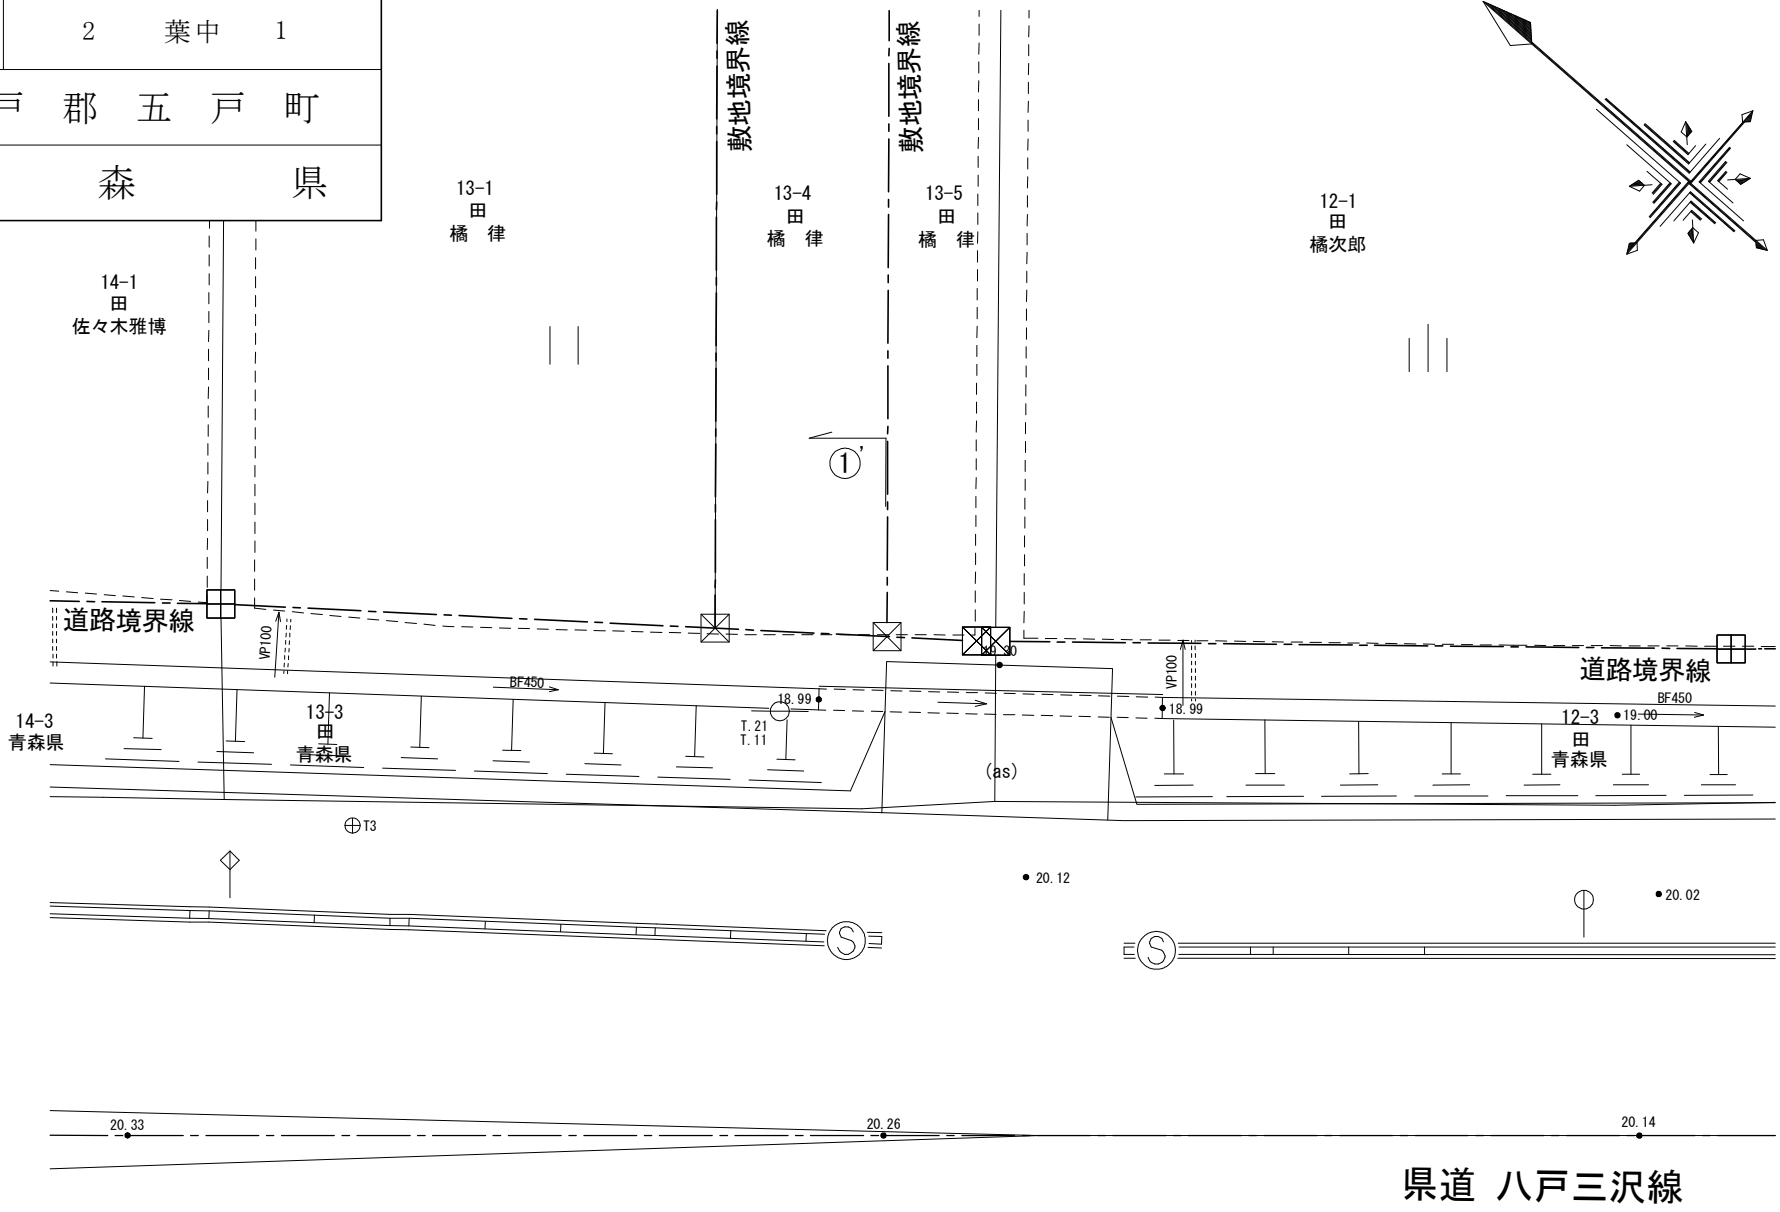 2 葉中 1
戸 郡 五 戸 町
森 県
敷地境界線
敷地境界線
13-1
田
橘 律
13-4
田
橘 律
13-5
田
橘 律
12-1
田
橘次郎
14-1
田
佐々木雅博
①'
道路境界線
VP100
BF450
18.99
T.21
T.11
VP100
18.99
道路境界線
BF450
19.00
14-3
青森県
13-3
田
青森県
12-3
田
青森県
(as)
T3
20.12
20.02
S
S
20.33
20.26
20.14
県道 八戸三沢線